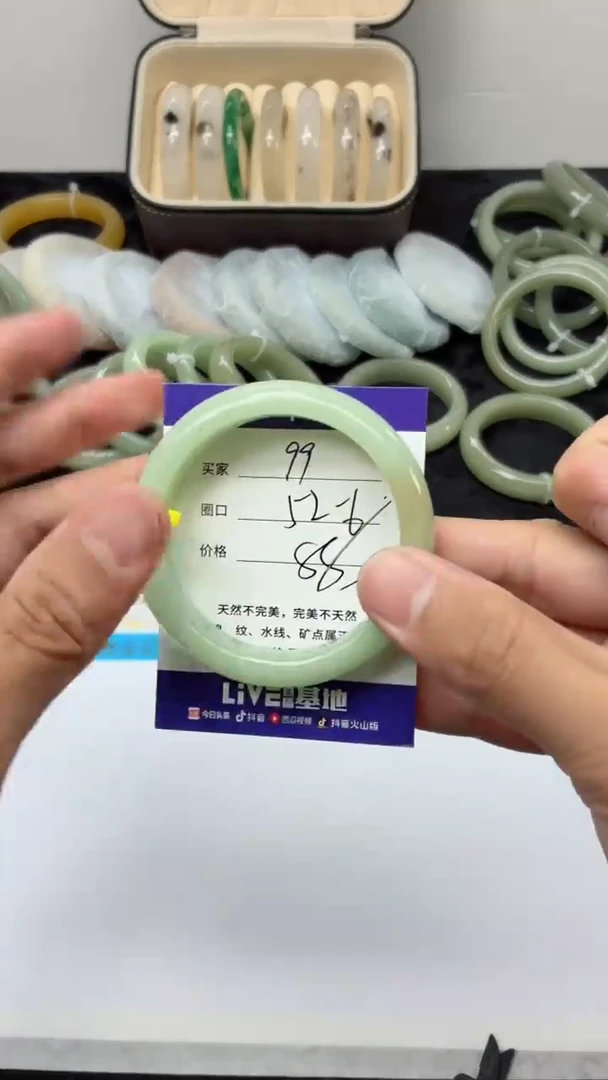 买家 99
圈口 52-6
价格 88
天然不完美，完美不天然
纹、水线、矿点属正
LiVE 基地
今日头条 抖音 西瓜视频 抖音火山版